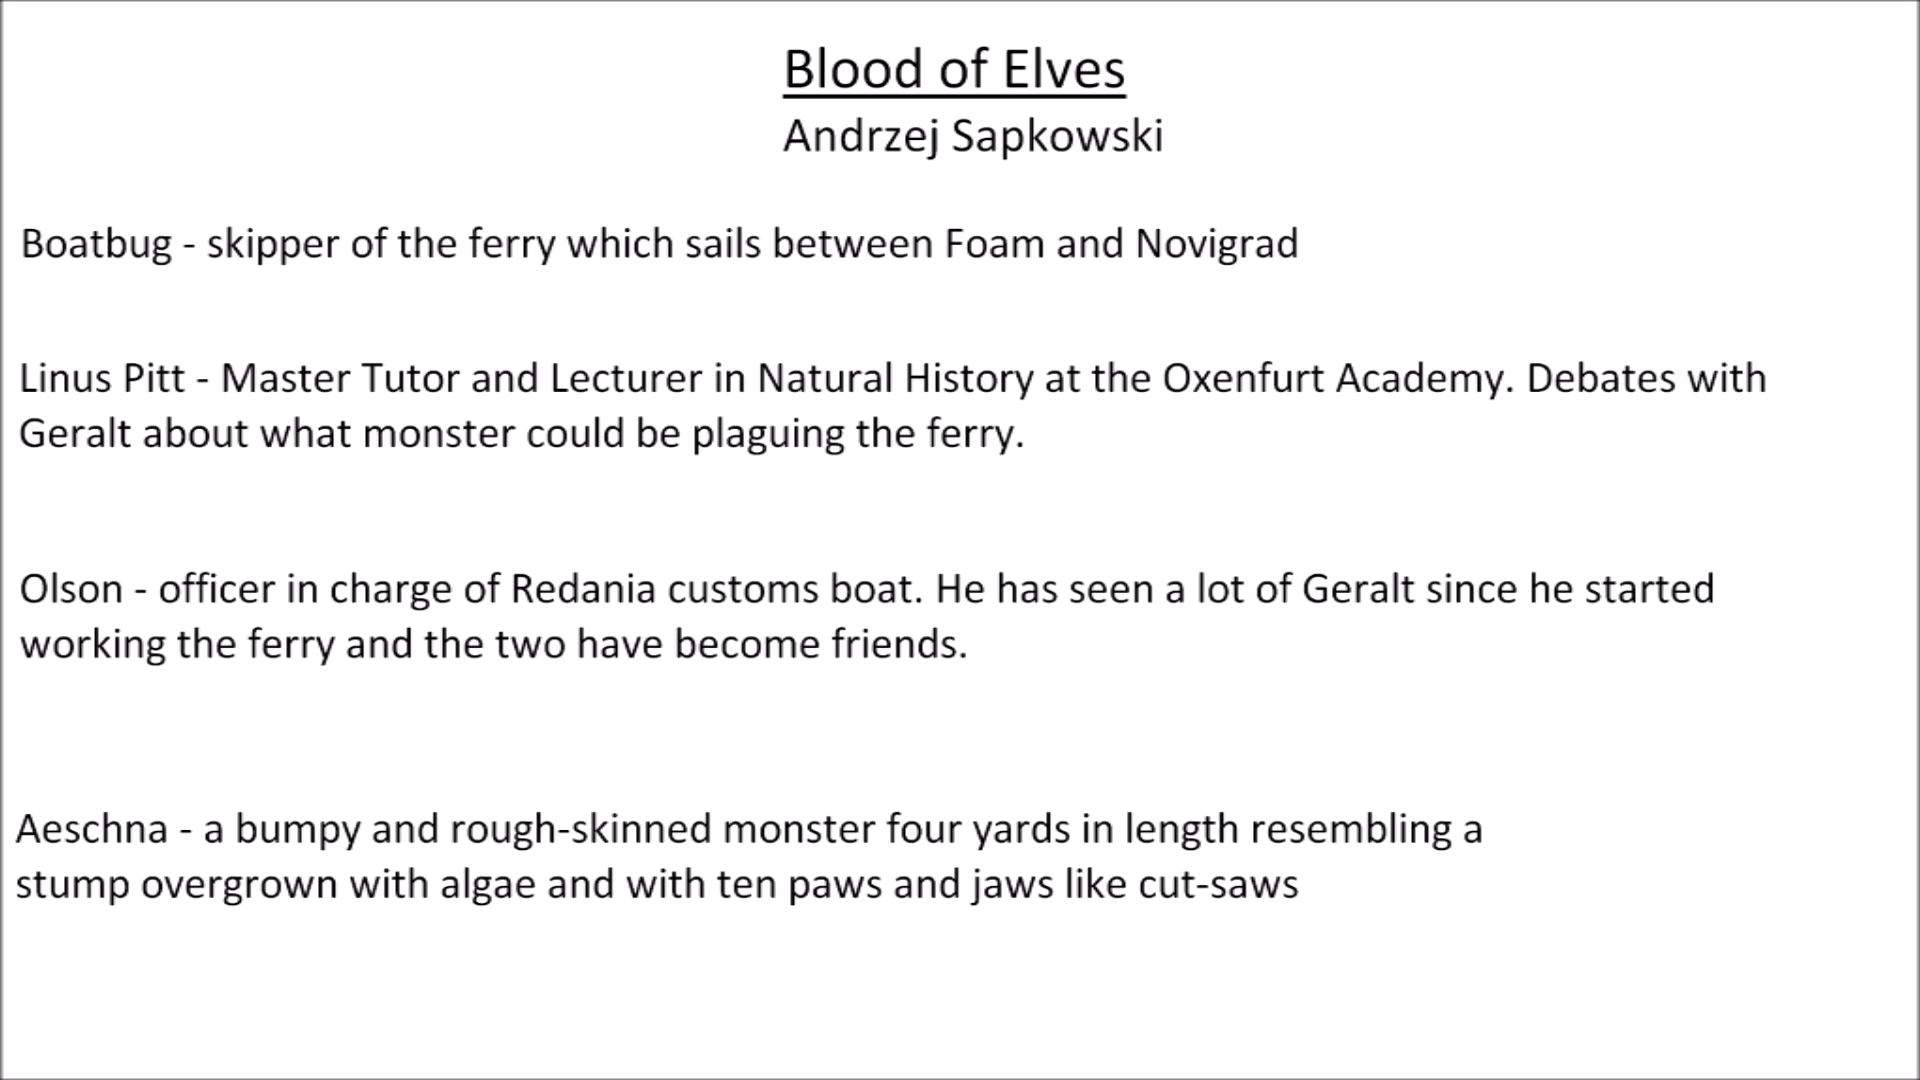 Blood of Elves
Andrzej Sapkowski
Boatbug - skipper of the ferry which sails between Foam and Novigrad
Linus Pitt - Master Tutor and Lecturer in Natural History at the Oxenfurt Academy. Debates with
Geralt about what monster could be plaguing the ferry.
Olson - officer in charge of Redania customs boat. He has seen a lot of Geralt since he started
working the ferry and the two have become friends.
Aeschna - a bumpy and rough-skinned monster four yards in length resembling a
stump overgrown with algae and with ten paws and jaws like cut-saws